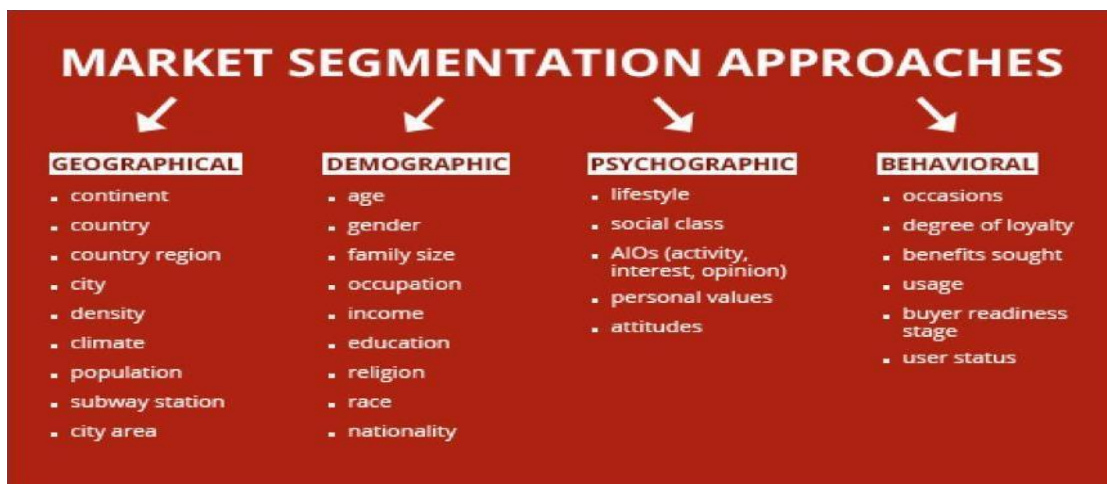 MARKET SEGMENTATION APPROACHES
GEOGRAPHICAL
▪ continent
▪ country
▪ country region
▪ city
▪ density
▪ climate
▪ population
▪ subway station
▪ city area
DEMOGRAPHIC
▪ age
▪ gender
▪ family size
▪ occupation
▪ income
▪ education
▪ religion
▪ race
▪ nationality
PSYCHOGRAPHIC
▪ lifestyle
▪ social class
▪ AIOs (activity,
interest, opinion)
▪ personal values
▪ attitudes
BEHAVIORAL
▪ occasions
▪ degree of loyalty
▪ benefits sought
▪ usage
▪ buyer readiness
stage
▪ user status